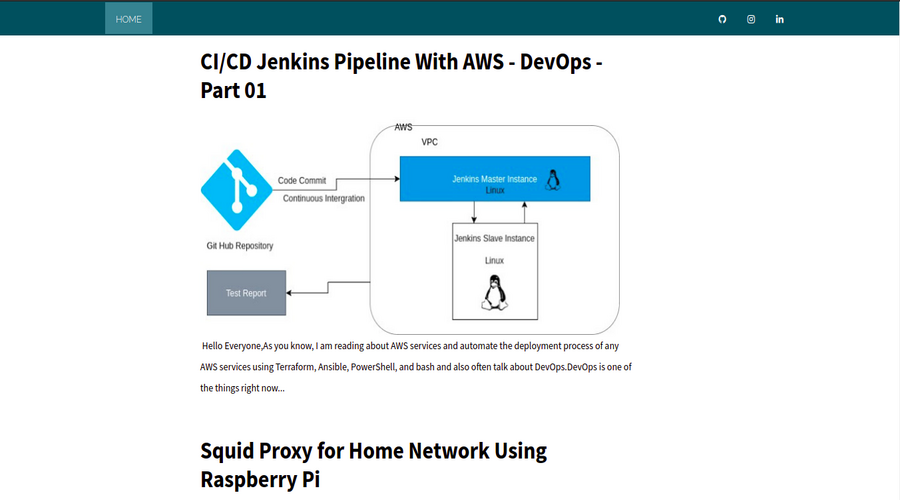 HOME
CI/CD Jenkins Pipeline With AWS - DevOps -
Part 01
AWS
VPC
Code Commit
Continuous Intergration
Jenkins Master Instance
Linux
Git Hub Repository
Jenkins Slave Instance
Linux
Test Report
Hello Everyone,As you know, I am reading about AWS services and automate the deployment process of any
AWS services using Terraform, Ansible, PowerShell, and bash and also often talk about DevOps.DevOps is one of
the things right now...
Squid Proxy for Home Network Using
Raspberry Pi